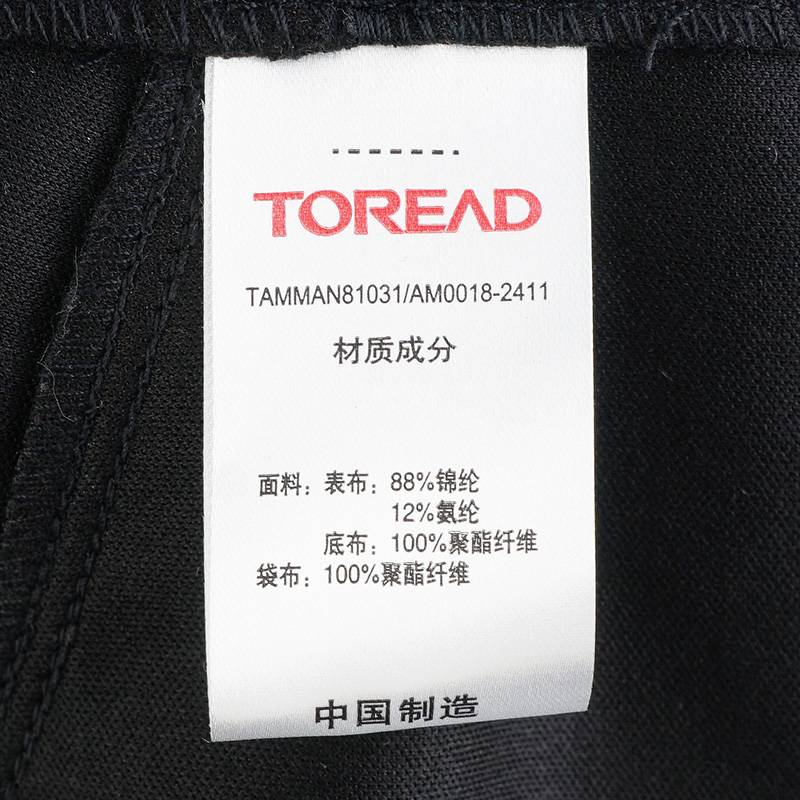 TOREAD
TAMMAN81031/AM0018-2411
材质成分
面料：表布：88%锦纶
12%氨纶
底布：100%聚酯纤维
袋布：100%聚酯纤维
中国制造